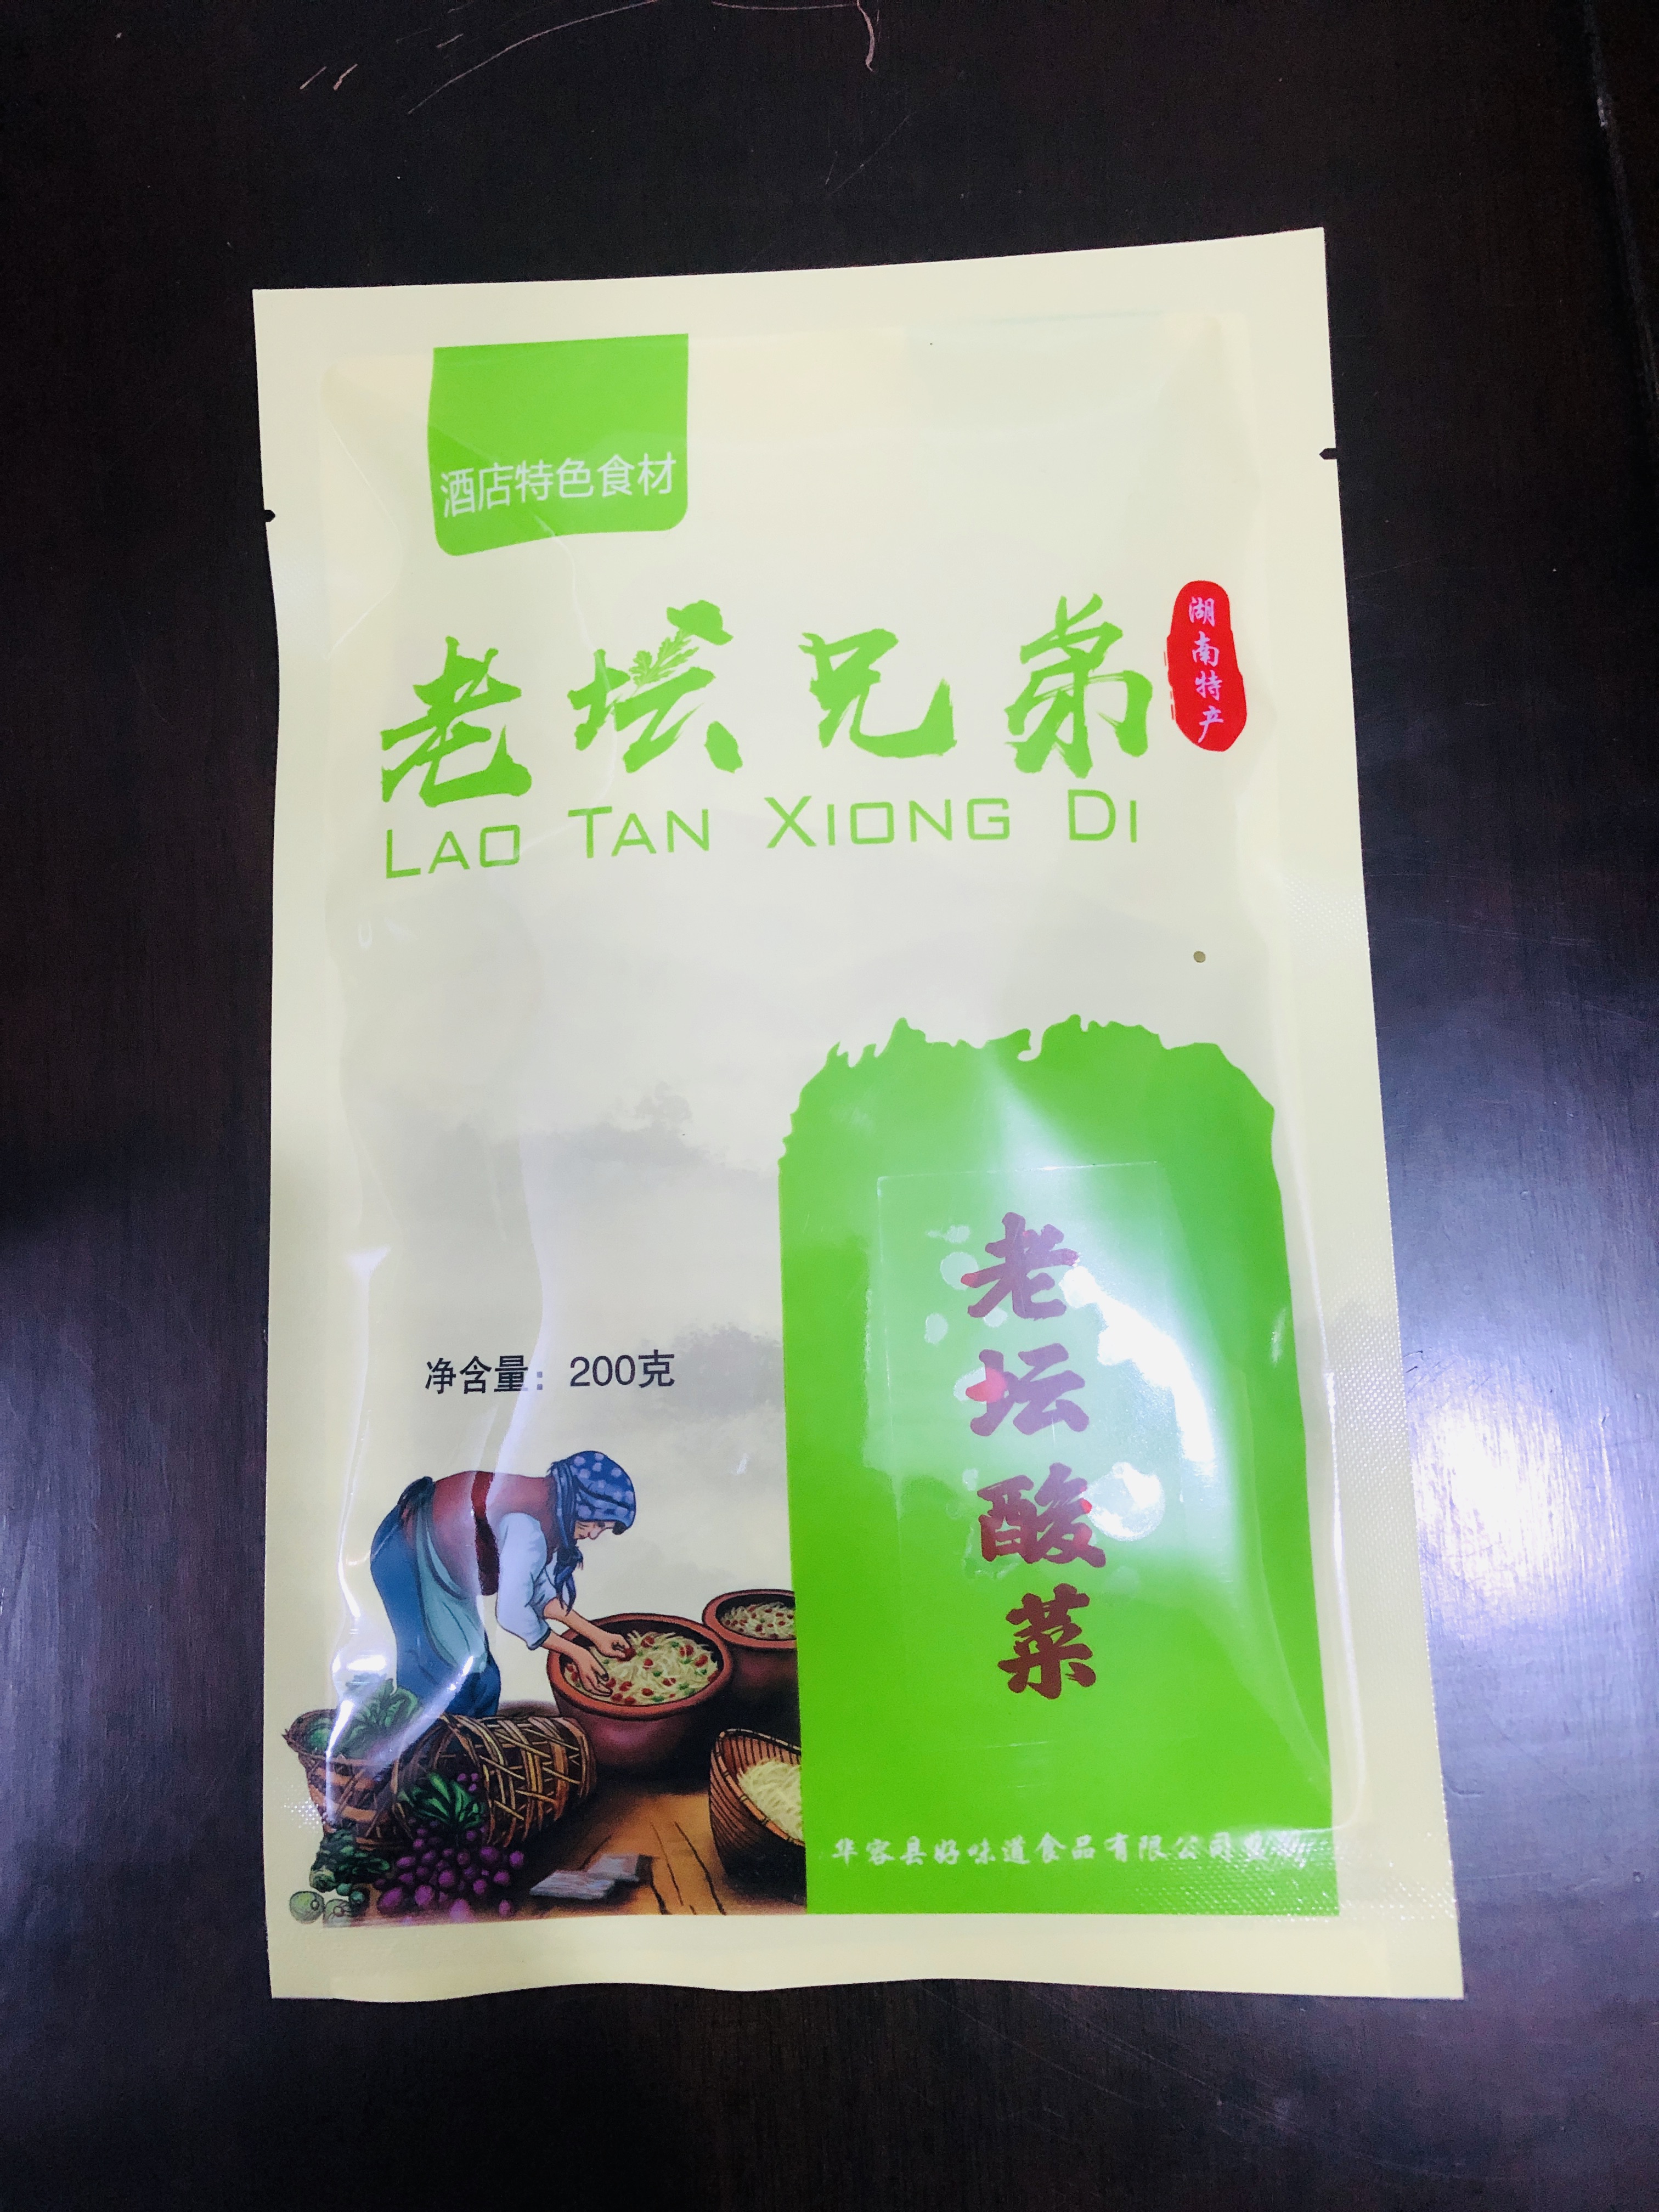 酒店特色食材
老坛兄弟
湖南特产
LAO TAN XIONG DI
净含量：200克
老坛酸菜
华容县好味道食品有限公司